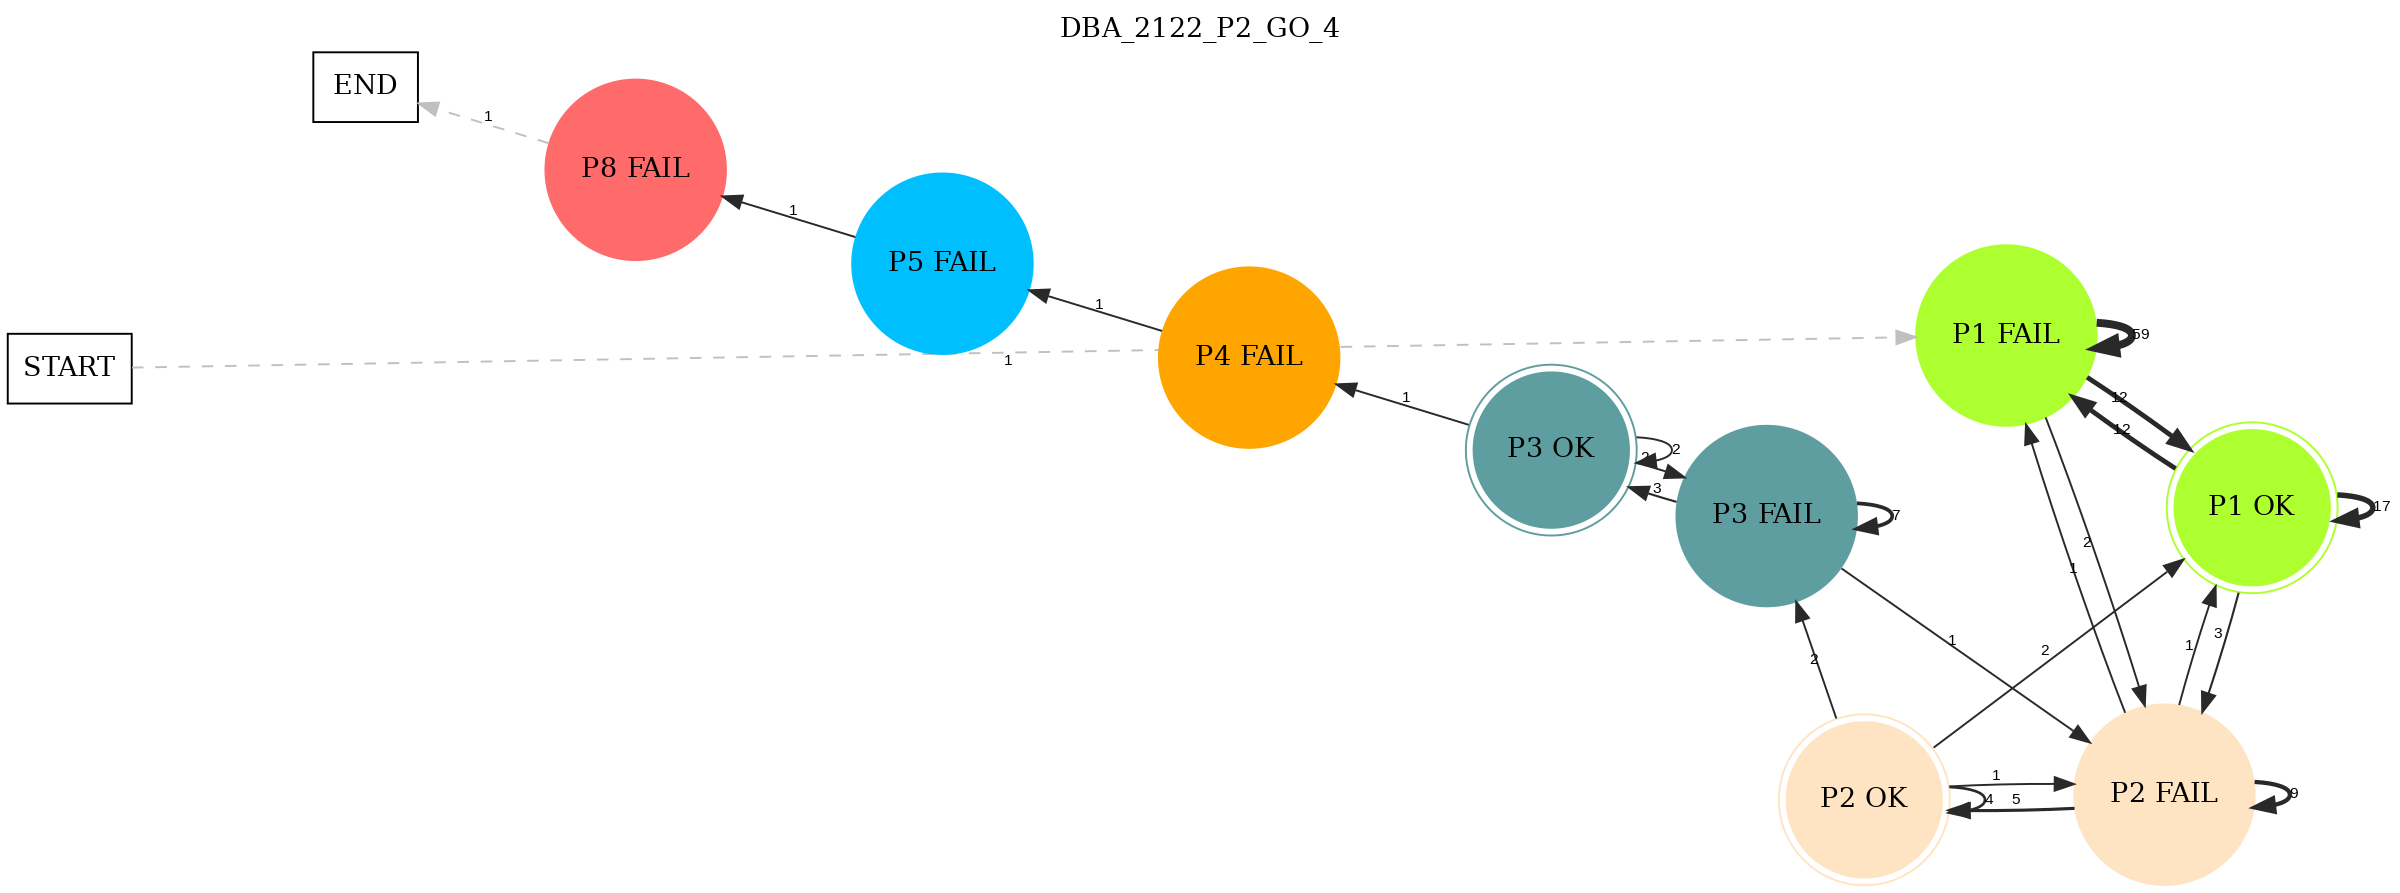 DBA_2122_P2_GO_4
END
1
P8 FAIL
1
P5 FAIL
1
START
1
P4 FAIL
1
P1 FAIL
59
12
12
P3 OK
2
2
3
P3 FAIL
7
P1 OK
17
2
1
1
2
2
1
3
P2 OK
4
1
5
P2 FAIL
9